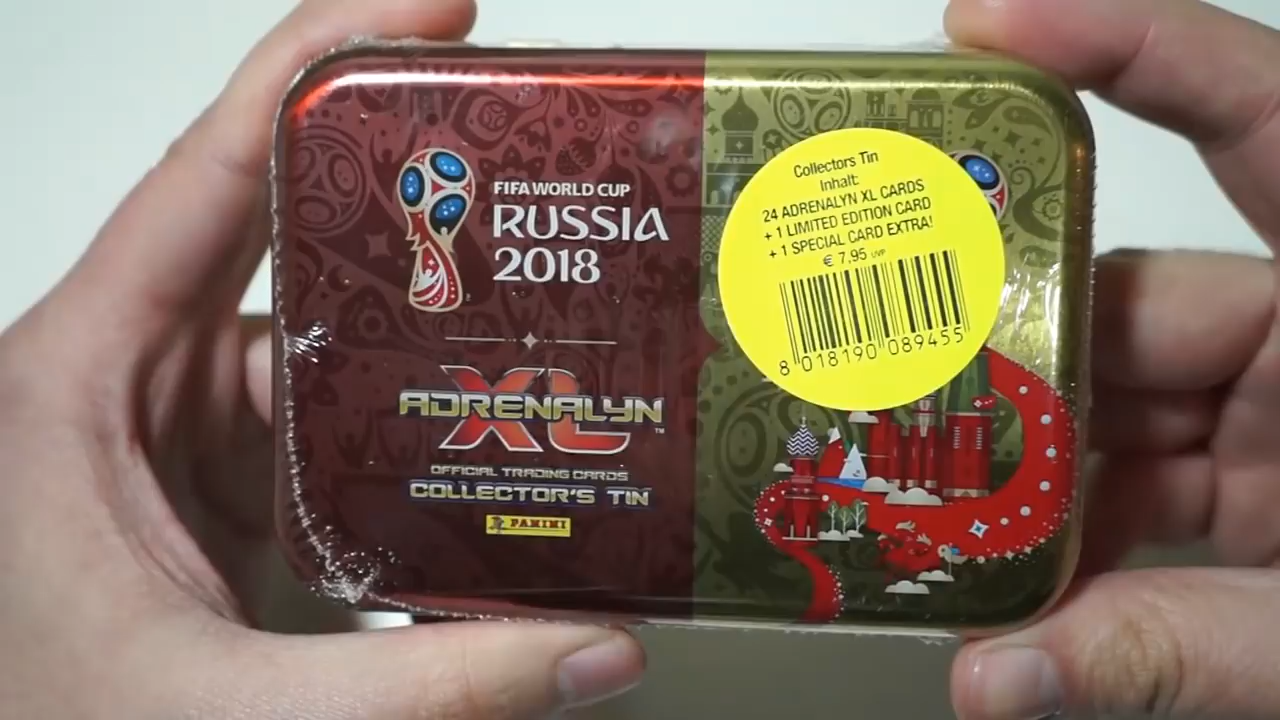 FIFA WORLD CUP
RUSSIA
2018
XL
ADRENALYN
™
OFFICIAL TRADING CARDS
COLLECTOR'S TIN
PANINI
Collectors Tin
Inhalt:
24 ADRENALYN XL CARDS
+ 1 LIMITED EDITION CARD
+ 1 SPECIAL CARD EXTRA!
€ 7,95 UVP
8 018190 089455